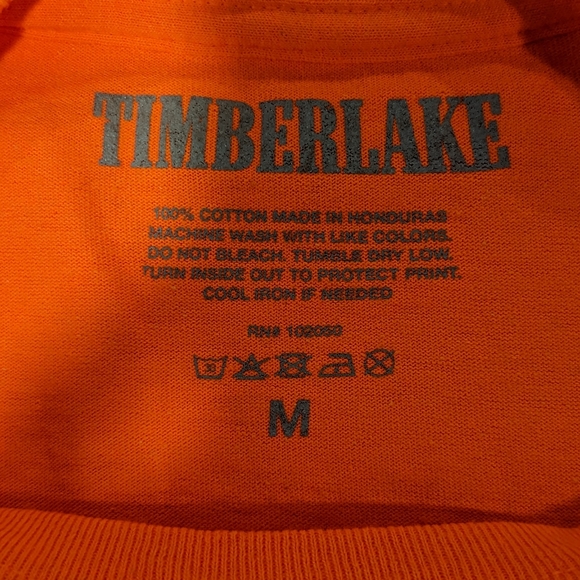 TIMBERLAKE
100% COTTON MADE IN HONDURAS
MACHINE WASH WITH LIKE COLORS.
DO NOT BLEACH. TUMBLE DRY LOW.
TURN INSIDE OUT TO PROTECT PRINT.
COOL IRON IF NEEDED
RN# 102050
M